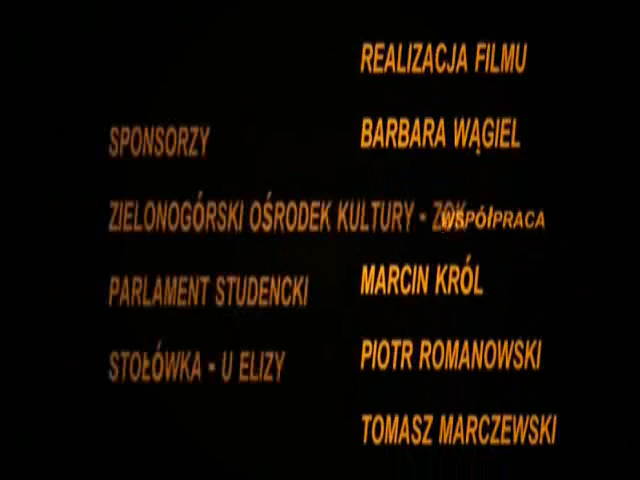 SPONSORZY
ZIELONOGÓRSKI OŚRODEK KULTURY - ZOK
PARLAMENT STUDENCKI
STOŁÓWKA - U ELIZY
REALIZACJA FILMU
BARBARA WĄGIEL
WSPÓłPRACA
MARCIN KRÓL
PIOTR ROMANOWSKI
TOMASZ MARCZEWSKI